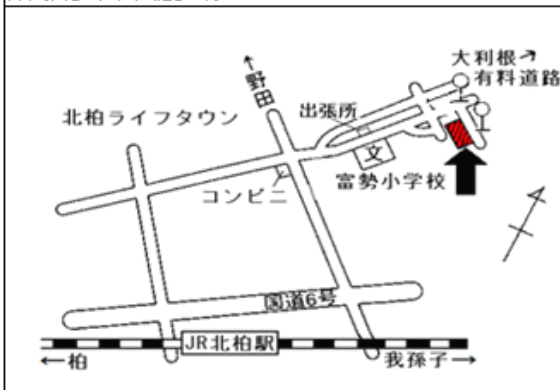 大利根↗
有料道路
←野田
出張所
北柏ライフタウン
文
コンビニ
富勢小学校
国道6号
JR北柏駅
←柏
我孫子→